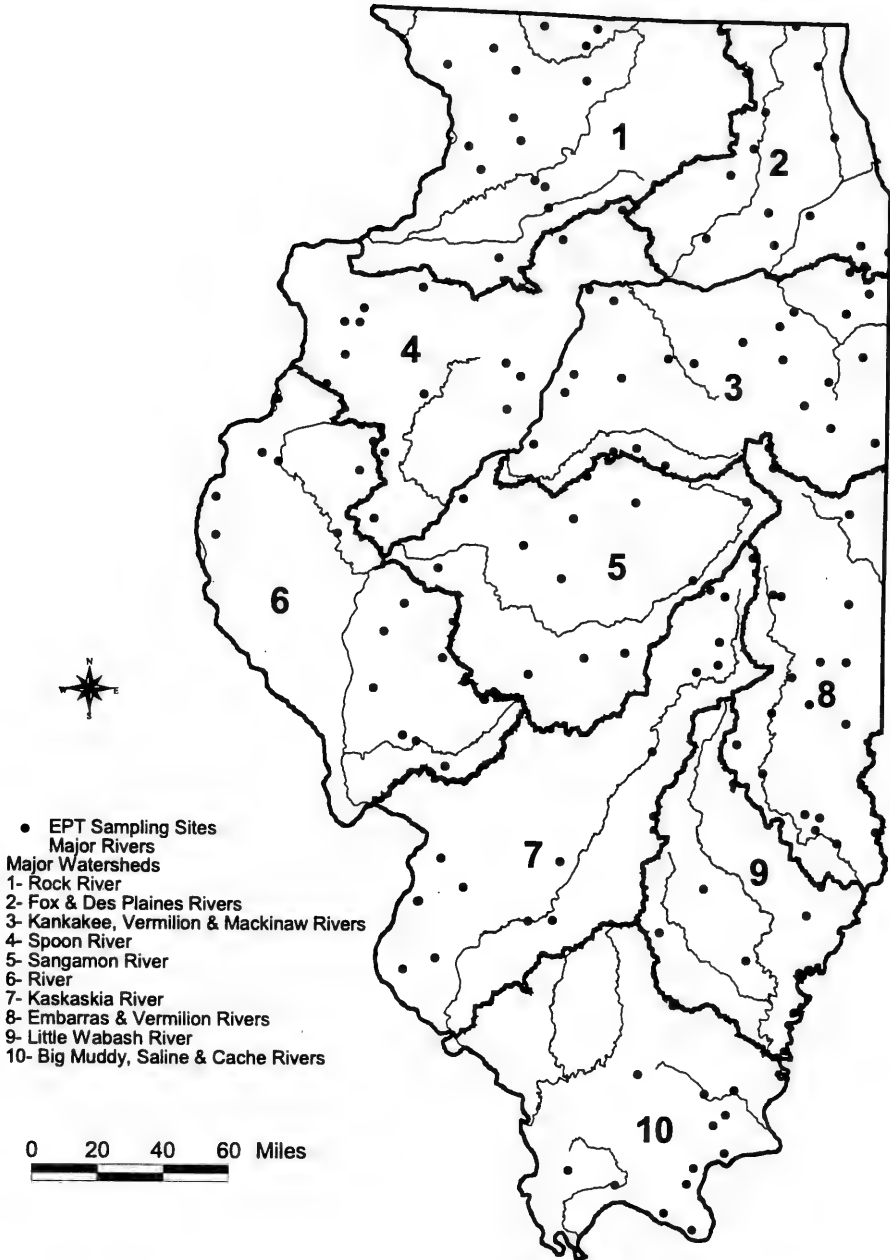 1
2
4
3
5
6
8
7
9
10
N
W E
S
● EPT Sampling Sites
Major Rivers
Major Watersheds
1- Rock River
2- Fox & Des Plaines Rivers
3- Kankakee, Vermilion & Mackinaw Rivers
4- Spoon River
5- Sangamon River
6- River
7- Kaskaskia River
8- Embarras & Vermilion Rivers
9- Little Wabash River
10- Big Muddy, Saline & Cache Rivers
0 20 40 60 Miles